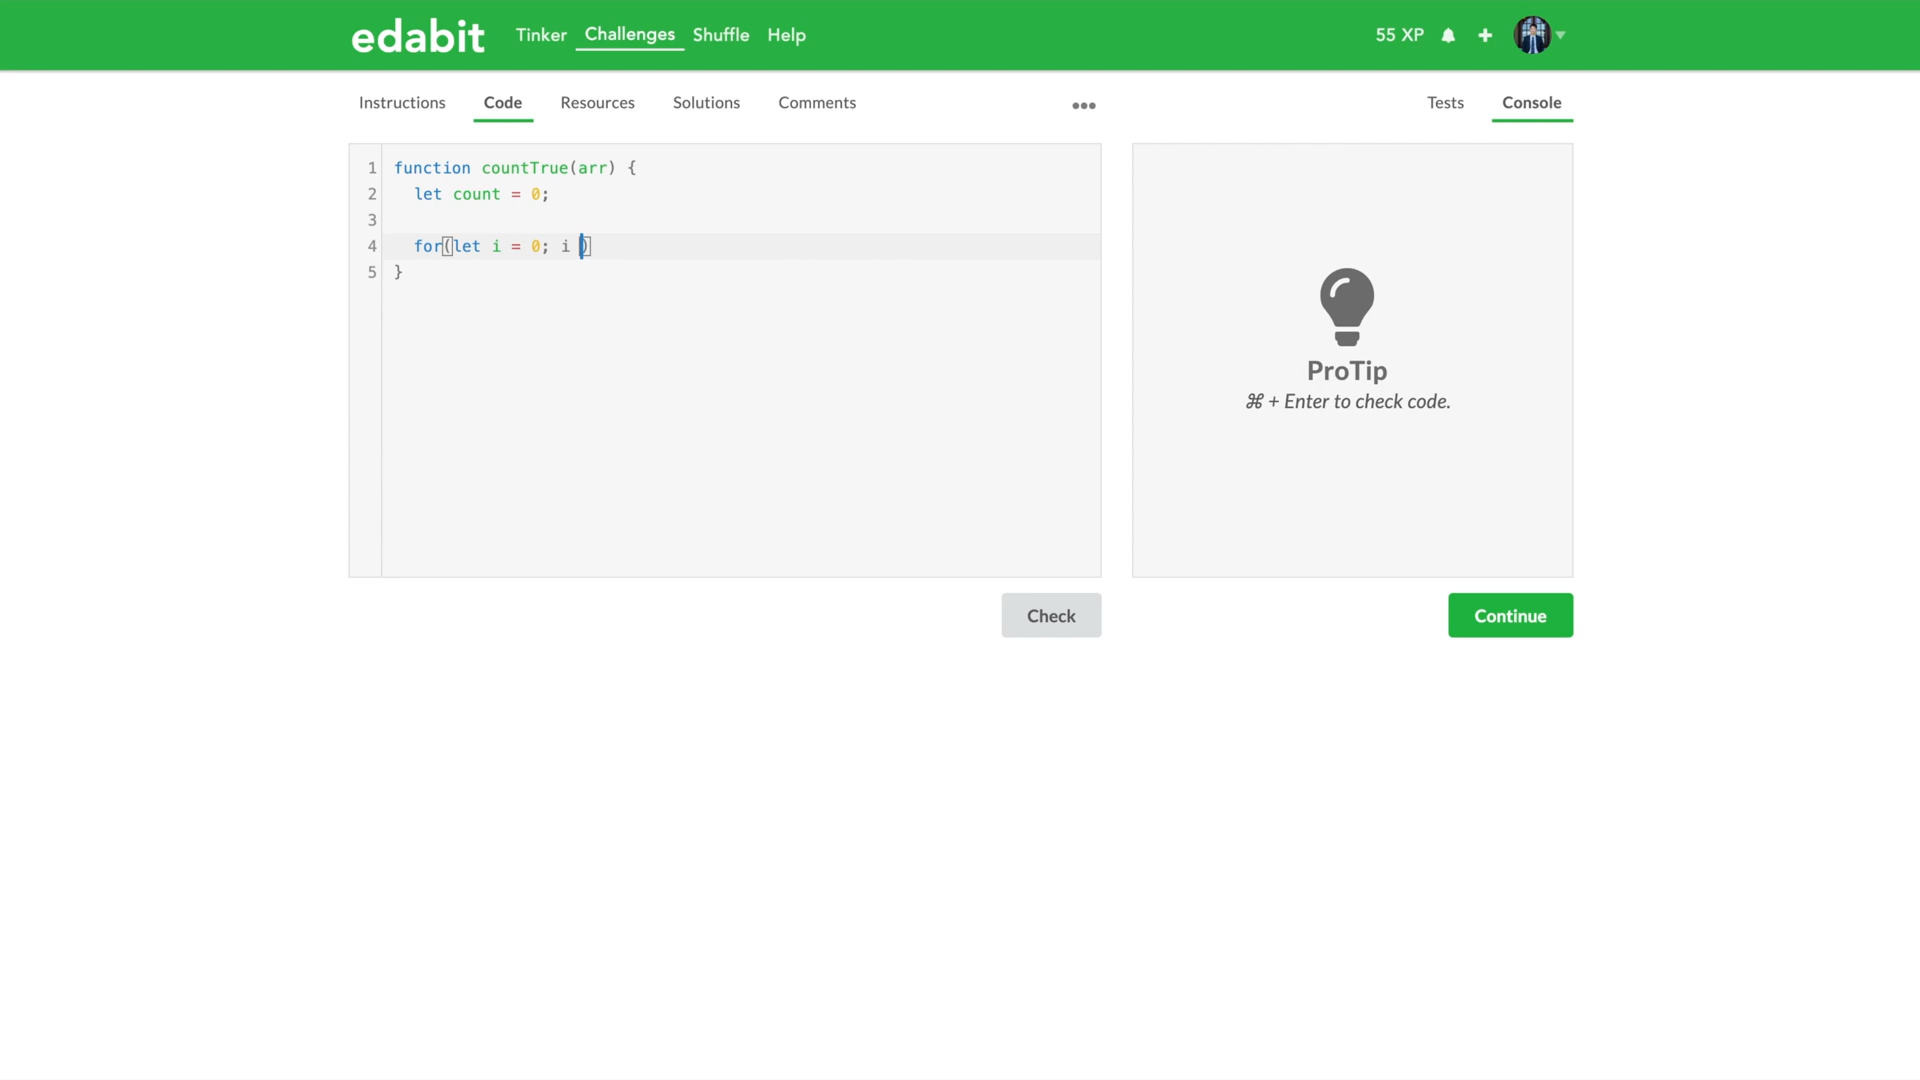 edabit Tinker Challenges Shuffle Help 55 XP
Instructions Code Resources Solutions Comments ••• Tests Console
1 function countTrue(arr) {
2 let count = 0;
3
4 for(let i = 0; i )
5 }
ProTip
⌘ + Enter to check code.
Check Continue